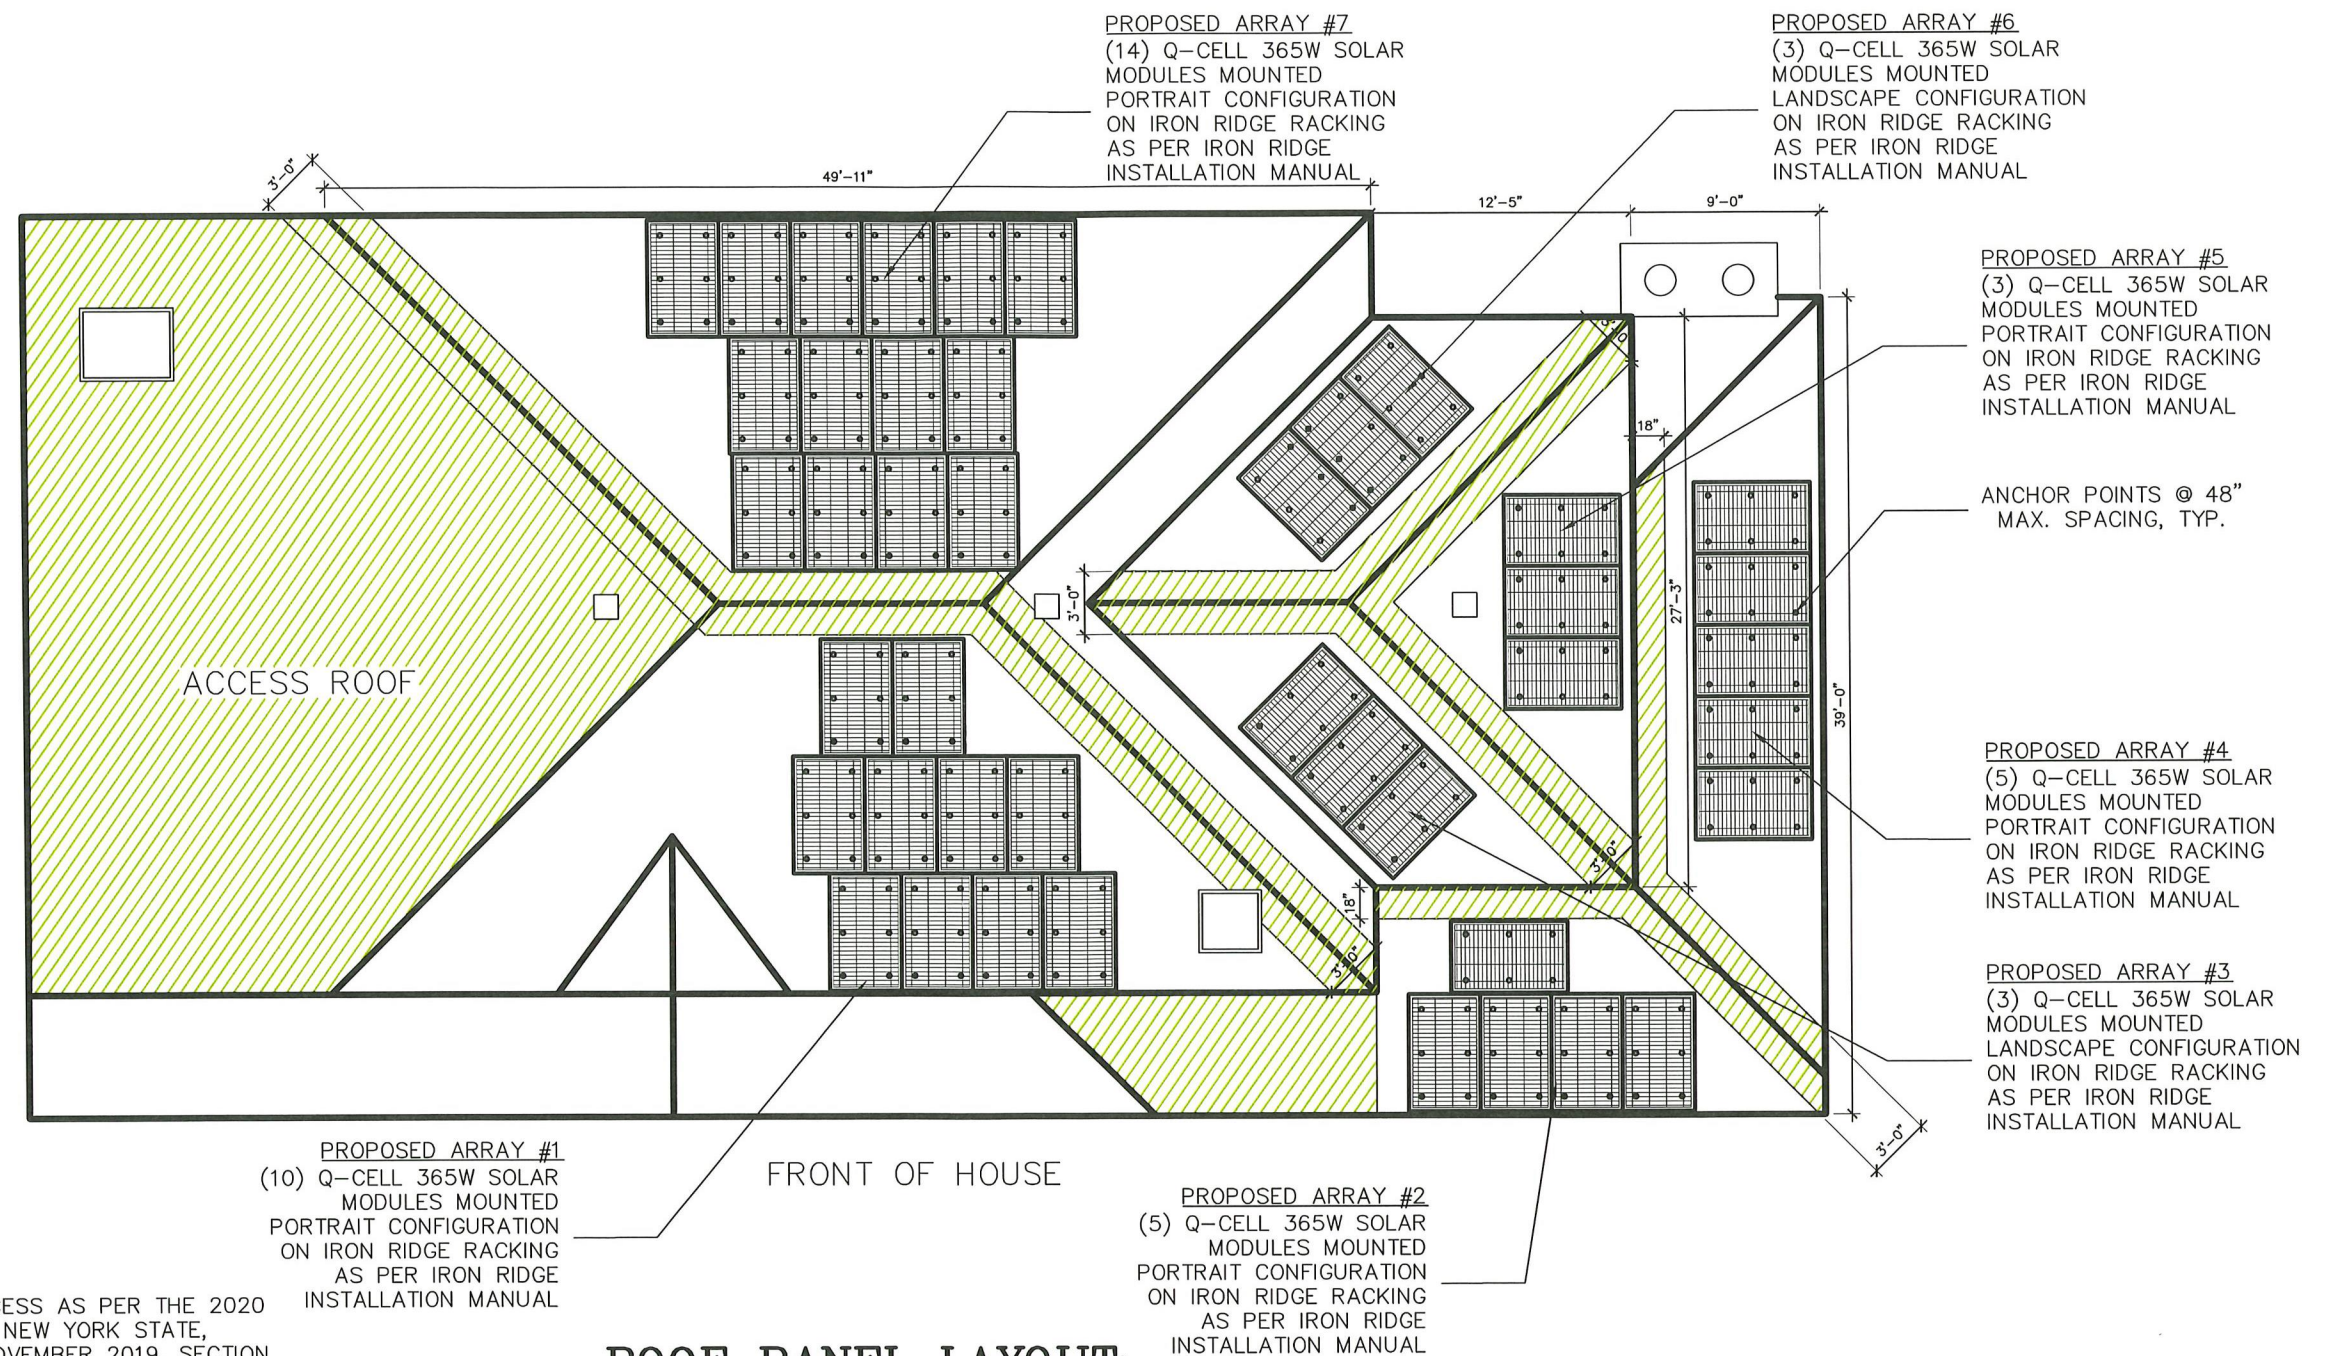 PROPOSED ARRAY #7
(14) Q-CELL 365W SOLAR
MODULES MOUNTED
PORTRAIT CONFIGURATION
ON IRON RIDGE RACKING
AS PER IRON RIDGE
INSTALLATION MANUAL
PROPOSED ARRAY #6
(3) Q-CELL 365W SOLAR
MODULES MOUNTED
LANDSCAPE CONFIGURATION
ON IRON RIDGE RACKING
AS PER IRON RIDGE
INSTALLATION MANUAL
3'-0"
49'-11"
12'-5"
9'-0"
PROPOSED ARRAY #5
(3) Q-CELL 365W SOLAR
MODULES MOUNTED
PORTRAIT CONFIGURATION
ON IRON RIDGE RACKING
AS PER IRON RIDGE
INSTALLATION MANUAL
18"
ANCHOR POINTS @ 48"
MAX. SPACING, TYP.
3'-0"
27'-3"
39'-0"
ACCESS ROOF
PROPOSED ARRAY #4
(5) Q-CELL 365W SOLAR
MODULES MOUNTED
PORTRAIT CONFIGURATION
ON IRON RIDGE RACKING
AS PER IRON RIDGE
INSTALLATION MANUAL
3'-0"
18"
3'-0"
PROPOSED ARRAY #3
(3) Q-CELL 365W SOLAR
MODULES MOUNTED
LANDSCAPE CONFIGURATION
ON IRON RIDGE RACKING
AS PER IRON RIDGE
INSTALLATION MANUAL
3'-0"
PROPOSED ARRAY #1
(10) Q-CELL 365W SOLAR
MODULES MOUNTED
PORTRAIT CONFIGURATION
ON IRON RIDGE RACKING
AS PER IRON RIDGE
INSTALLATION MANUAL
FRONT OF HOUSE
PROPOSED ARRAY #2
(5) Q-CELL 365W SOLAR
MODULES MOUNTED
PORTRAIT CONFIGURATION
ON IRON RIDGE RACKING
AS PER IRON RIDGE
INSTALLATION MANUAL
AS PER THE 2020
NEW YORK STATE,
2019, SECTION
ROOF PANEL LAYOUT